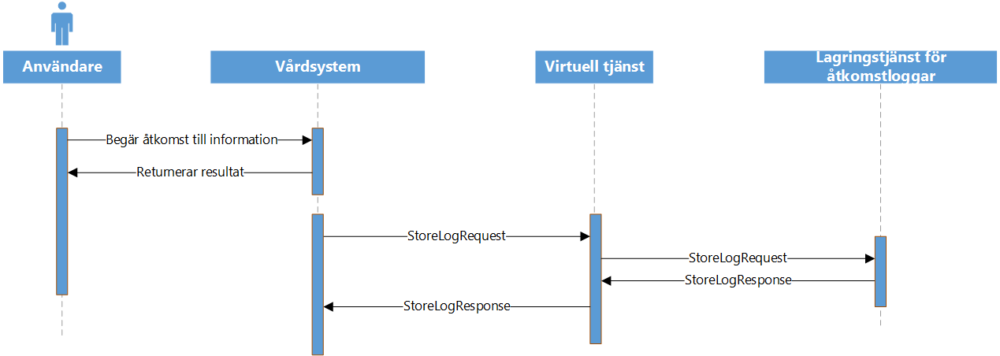 Användare
Vårdsystem
Virtuell tjänst
Lagringstjänst för
åtkomstloggar
Begär åtkomst till information
Returnerar resultat
StoreLogRequest
StoreLogRequest
StoreLogResponse
StoreLogResponse